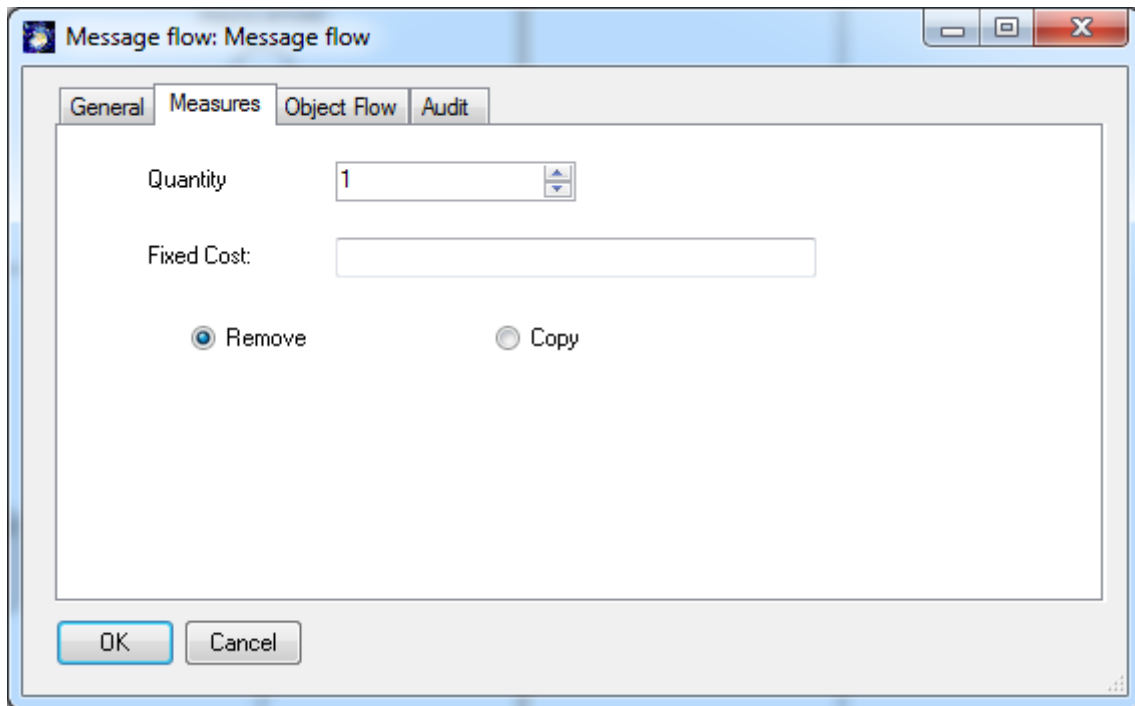 Message flow: Message flow
General Measures Object Flow Audit
Quantity 1
Fixed Cost:
Remove Copy
OK Cancel